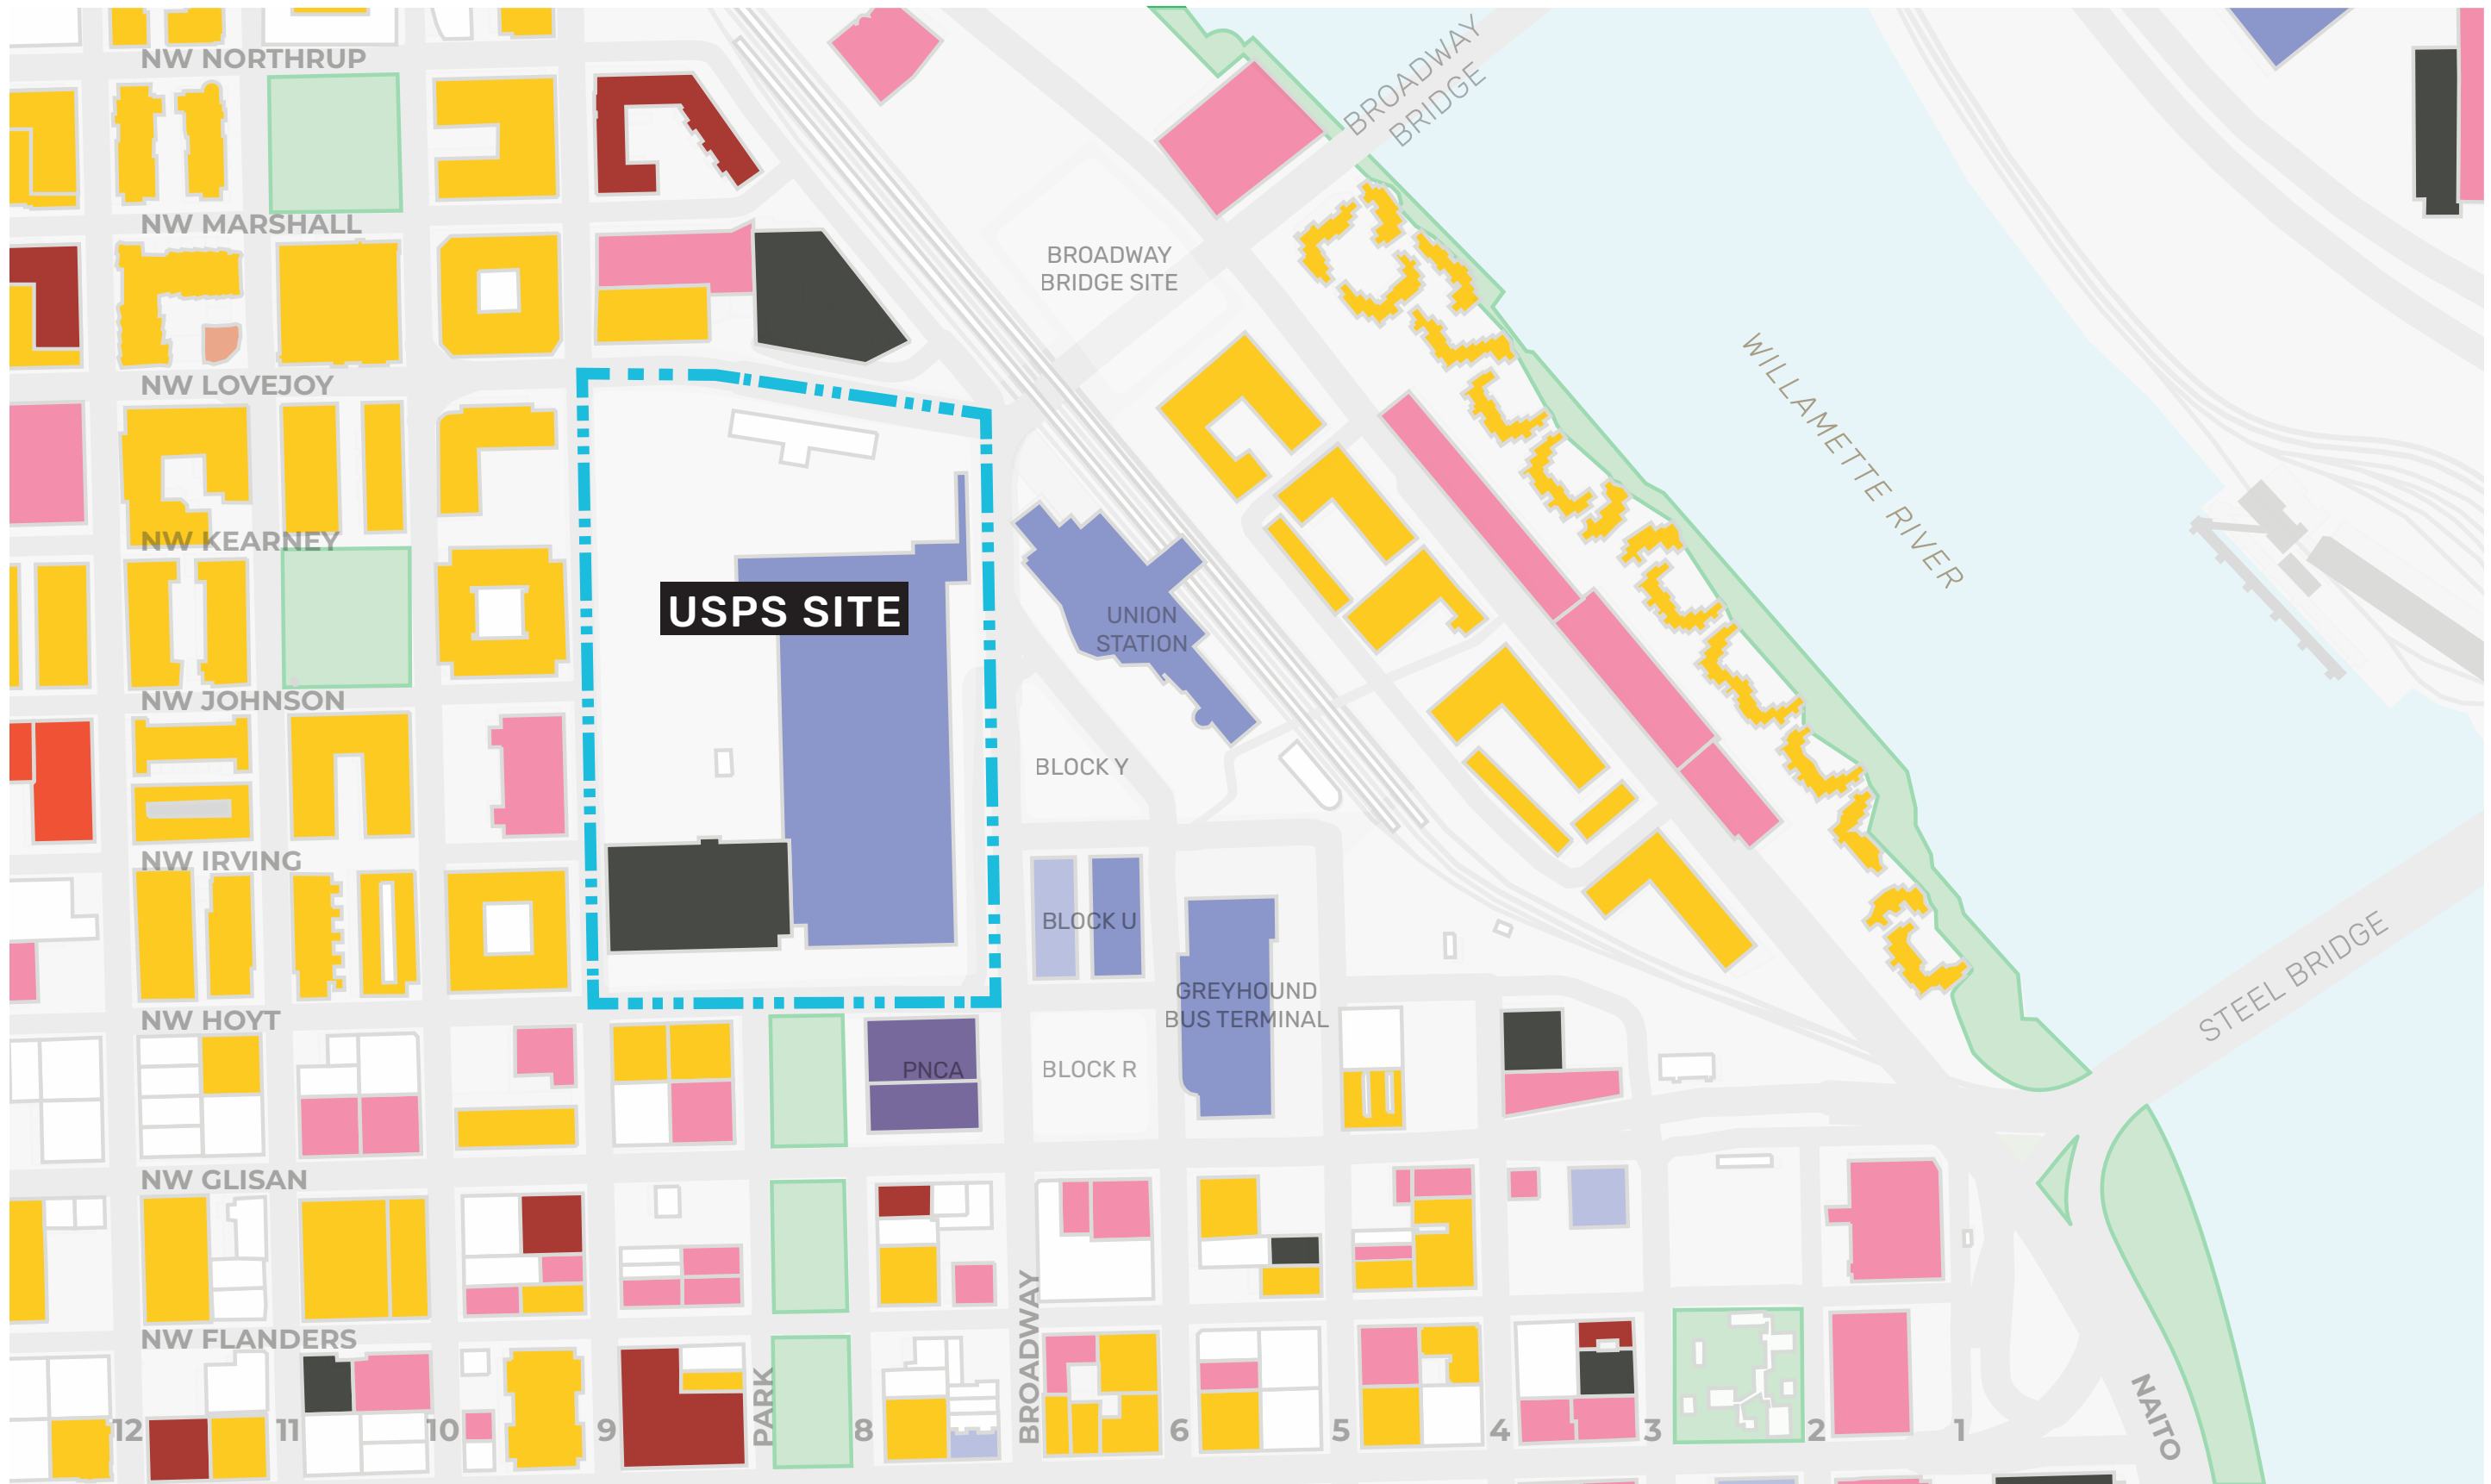 NW NORTHRUP
BROADWAY
BRIDGE
NW MARSHALL
BROADWAY
BRIDGE SITE
NW LOVEJOY
WILLAMETTE RIVER
NW KEARNEY
USPS SITE
UNION
STATION
NW JOHNSON
BLOCK Y
NW IRVING
BLOCK U
STEEL BRIDGE
GREYHOUND
BUS TERMINAL
NW HOYT
PNCA
BLOCK R
NW GLISAN
NW FLANDERS
12
11
10
9
PARK
8
BROADWAY
6
5
4
3
2
1
NAITO